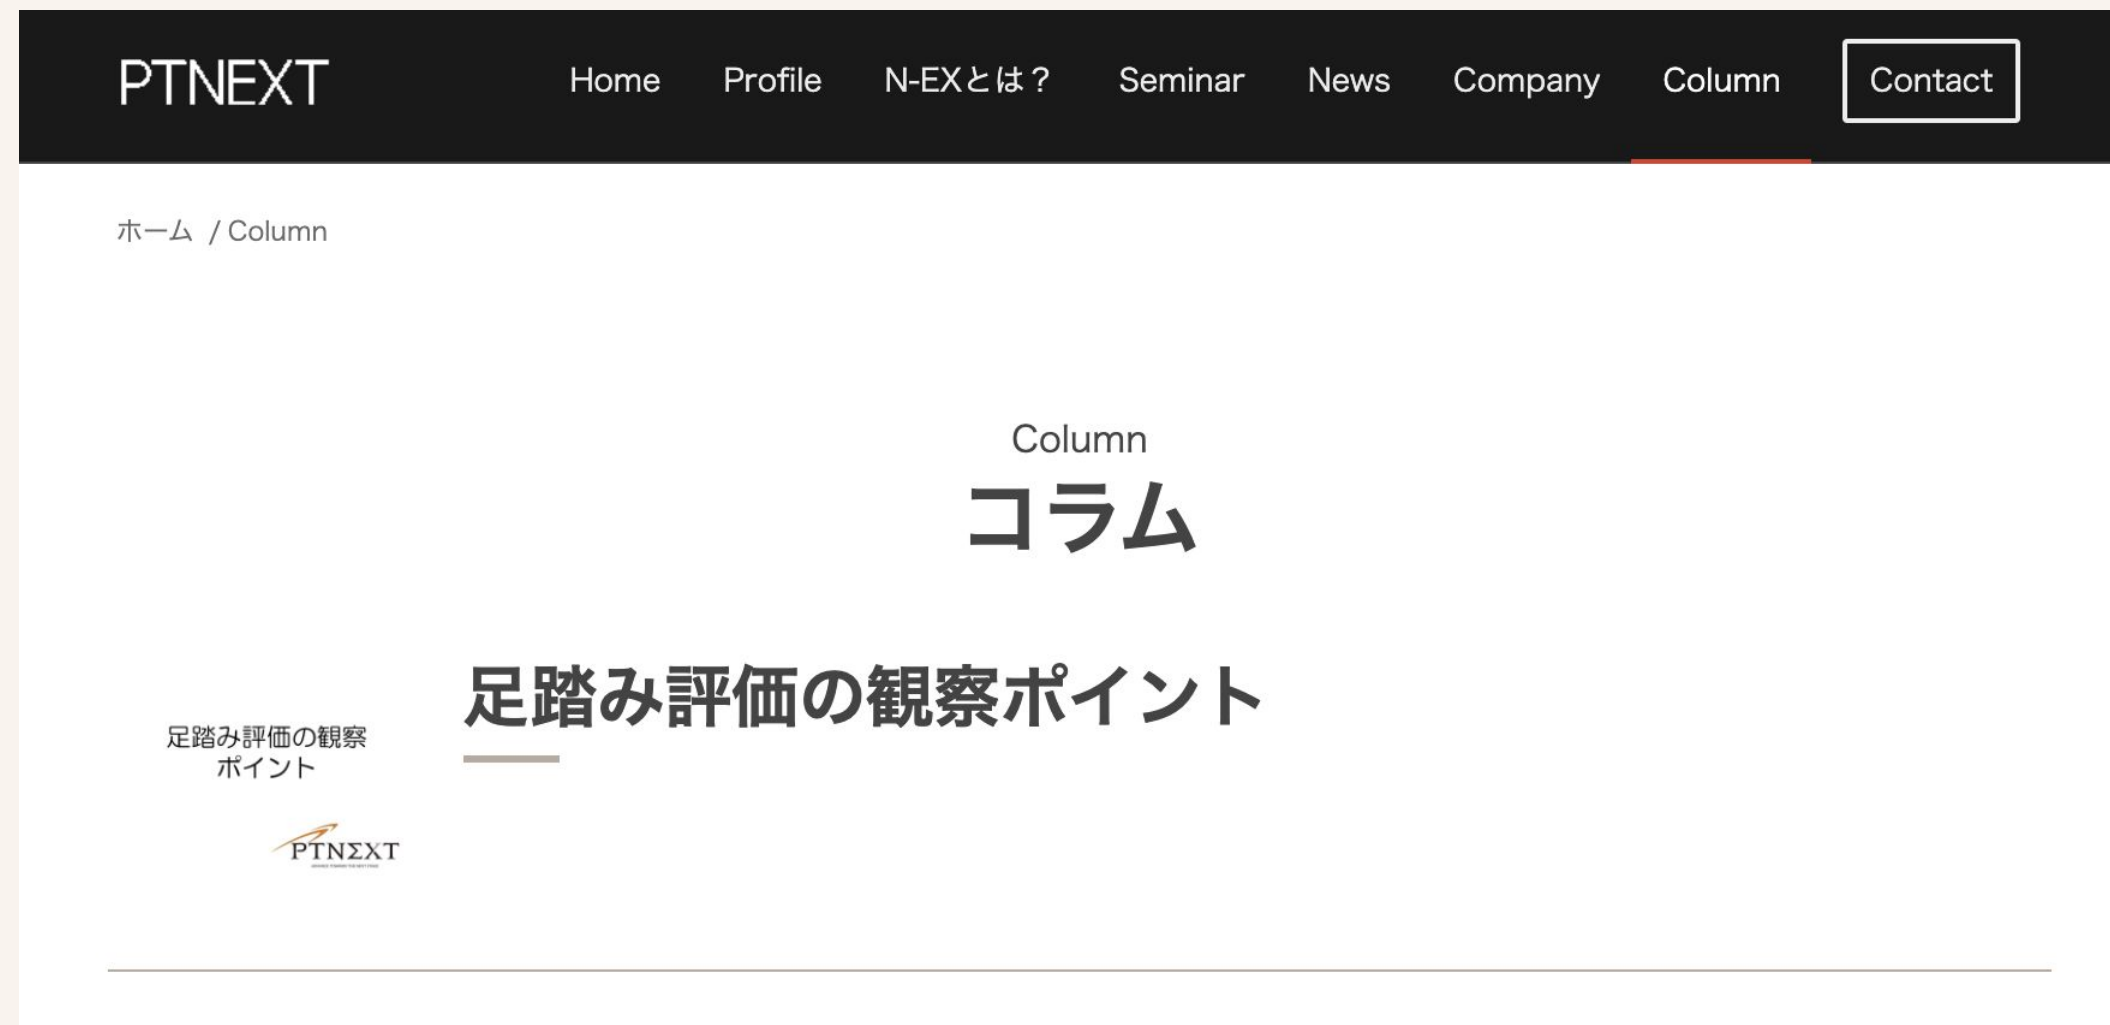 PTNEXT
Home Profile N-EXとは？ Seminar News Company Column Contact
ホーム / Column
Column
コラム
足踏み評価の観察ポイント
足踏み評価の観察
ポイント
PTNΣXT